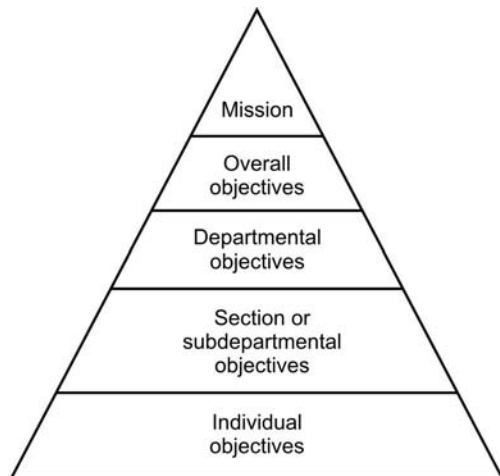 Mission
Overall
objectives
Departmental
objectives
Section or
subdepartmental
objectives
Individual
objectives